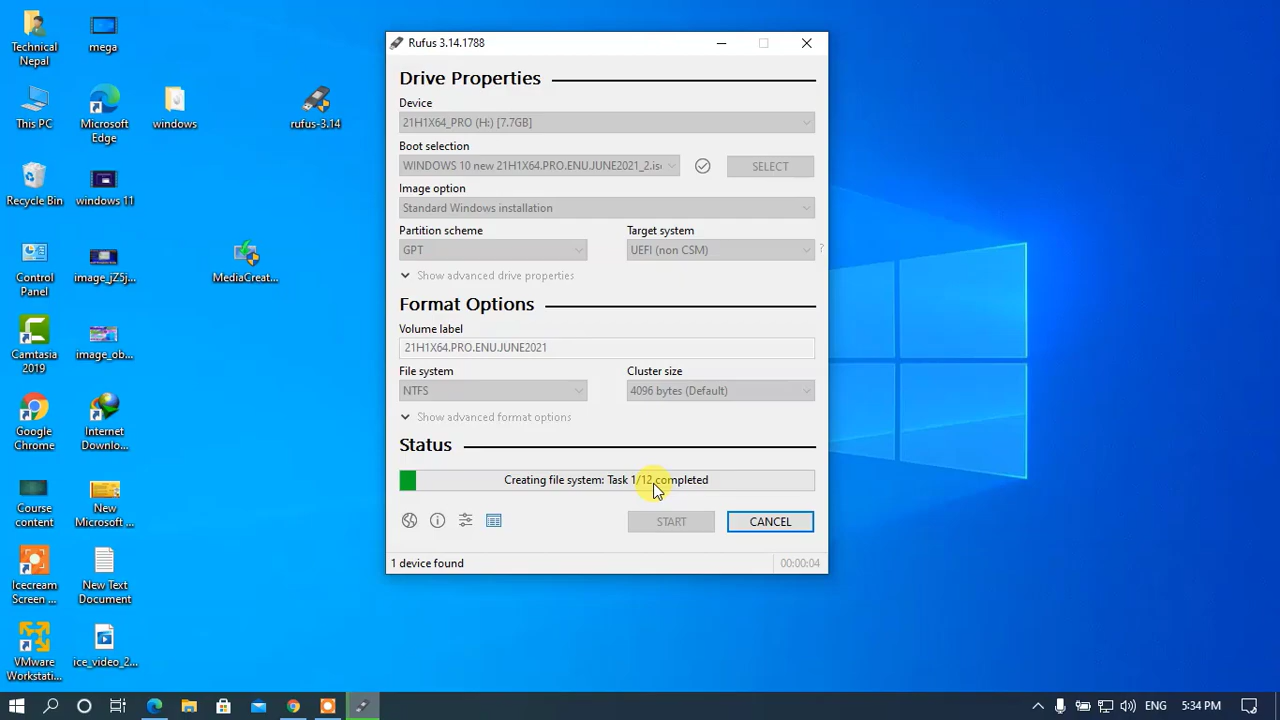 Technical
Nepal
mega
This PC
Microsoft
Edge
windows
rufus-3.14
Recycle Bin
windows 11
Control
Panel
image_jZ5j...
MediaCreat...
Camtasia
2019
image_ob...
Google
Chrome
Internet
Downlo...
Course
content
New
Microsoft ...
Icecream
Screen ...
New Text
Document
VMware
Workstati...
ice_video_2...
Rufus 3.14.1788
Drive Properties
Device
21H1X64_PRO (H:) [7.7GB]
Boot selection
WINDOWS 10 new 21H1X64.PRO.ENU.JUNE2021_2.iso
SELECT
Image option
Standard Windows installation
Partition scheme
Target system
GPT
UEFI (non CSM)
?
Show advanced drive properties
Format Options
Volume label
21H1X64.PRO.ENU.JUNE2021
File system
Cluster size
NTFS
4096 bytes (Default)
Show advanced format options
Status
Creating file system: Task 1/12 completed
START
CANCEL
1 device found
00:00:04
ENG
5:34 PM